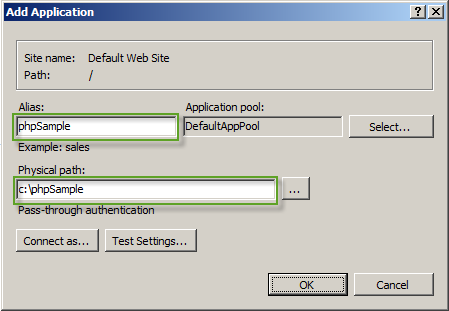 Add Application
Site name: Default Web Site
Path: /
Alias: Application pool:
phpSample DefaultAppPool Select...
Example: sales
Physical path:
c:\phpSample ...
Pass-through authentication
Connect as... Test Settings...
OK Cancel